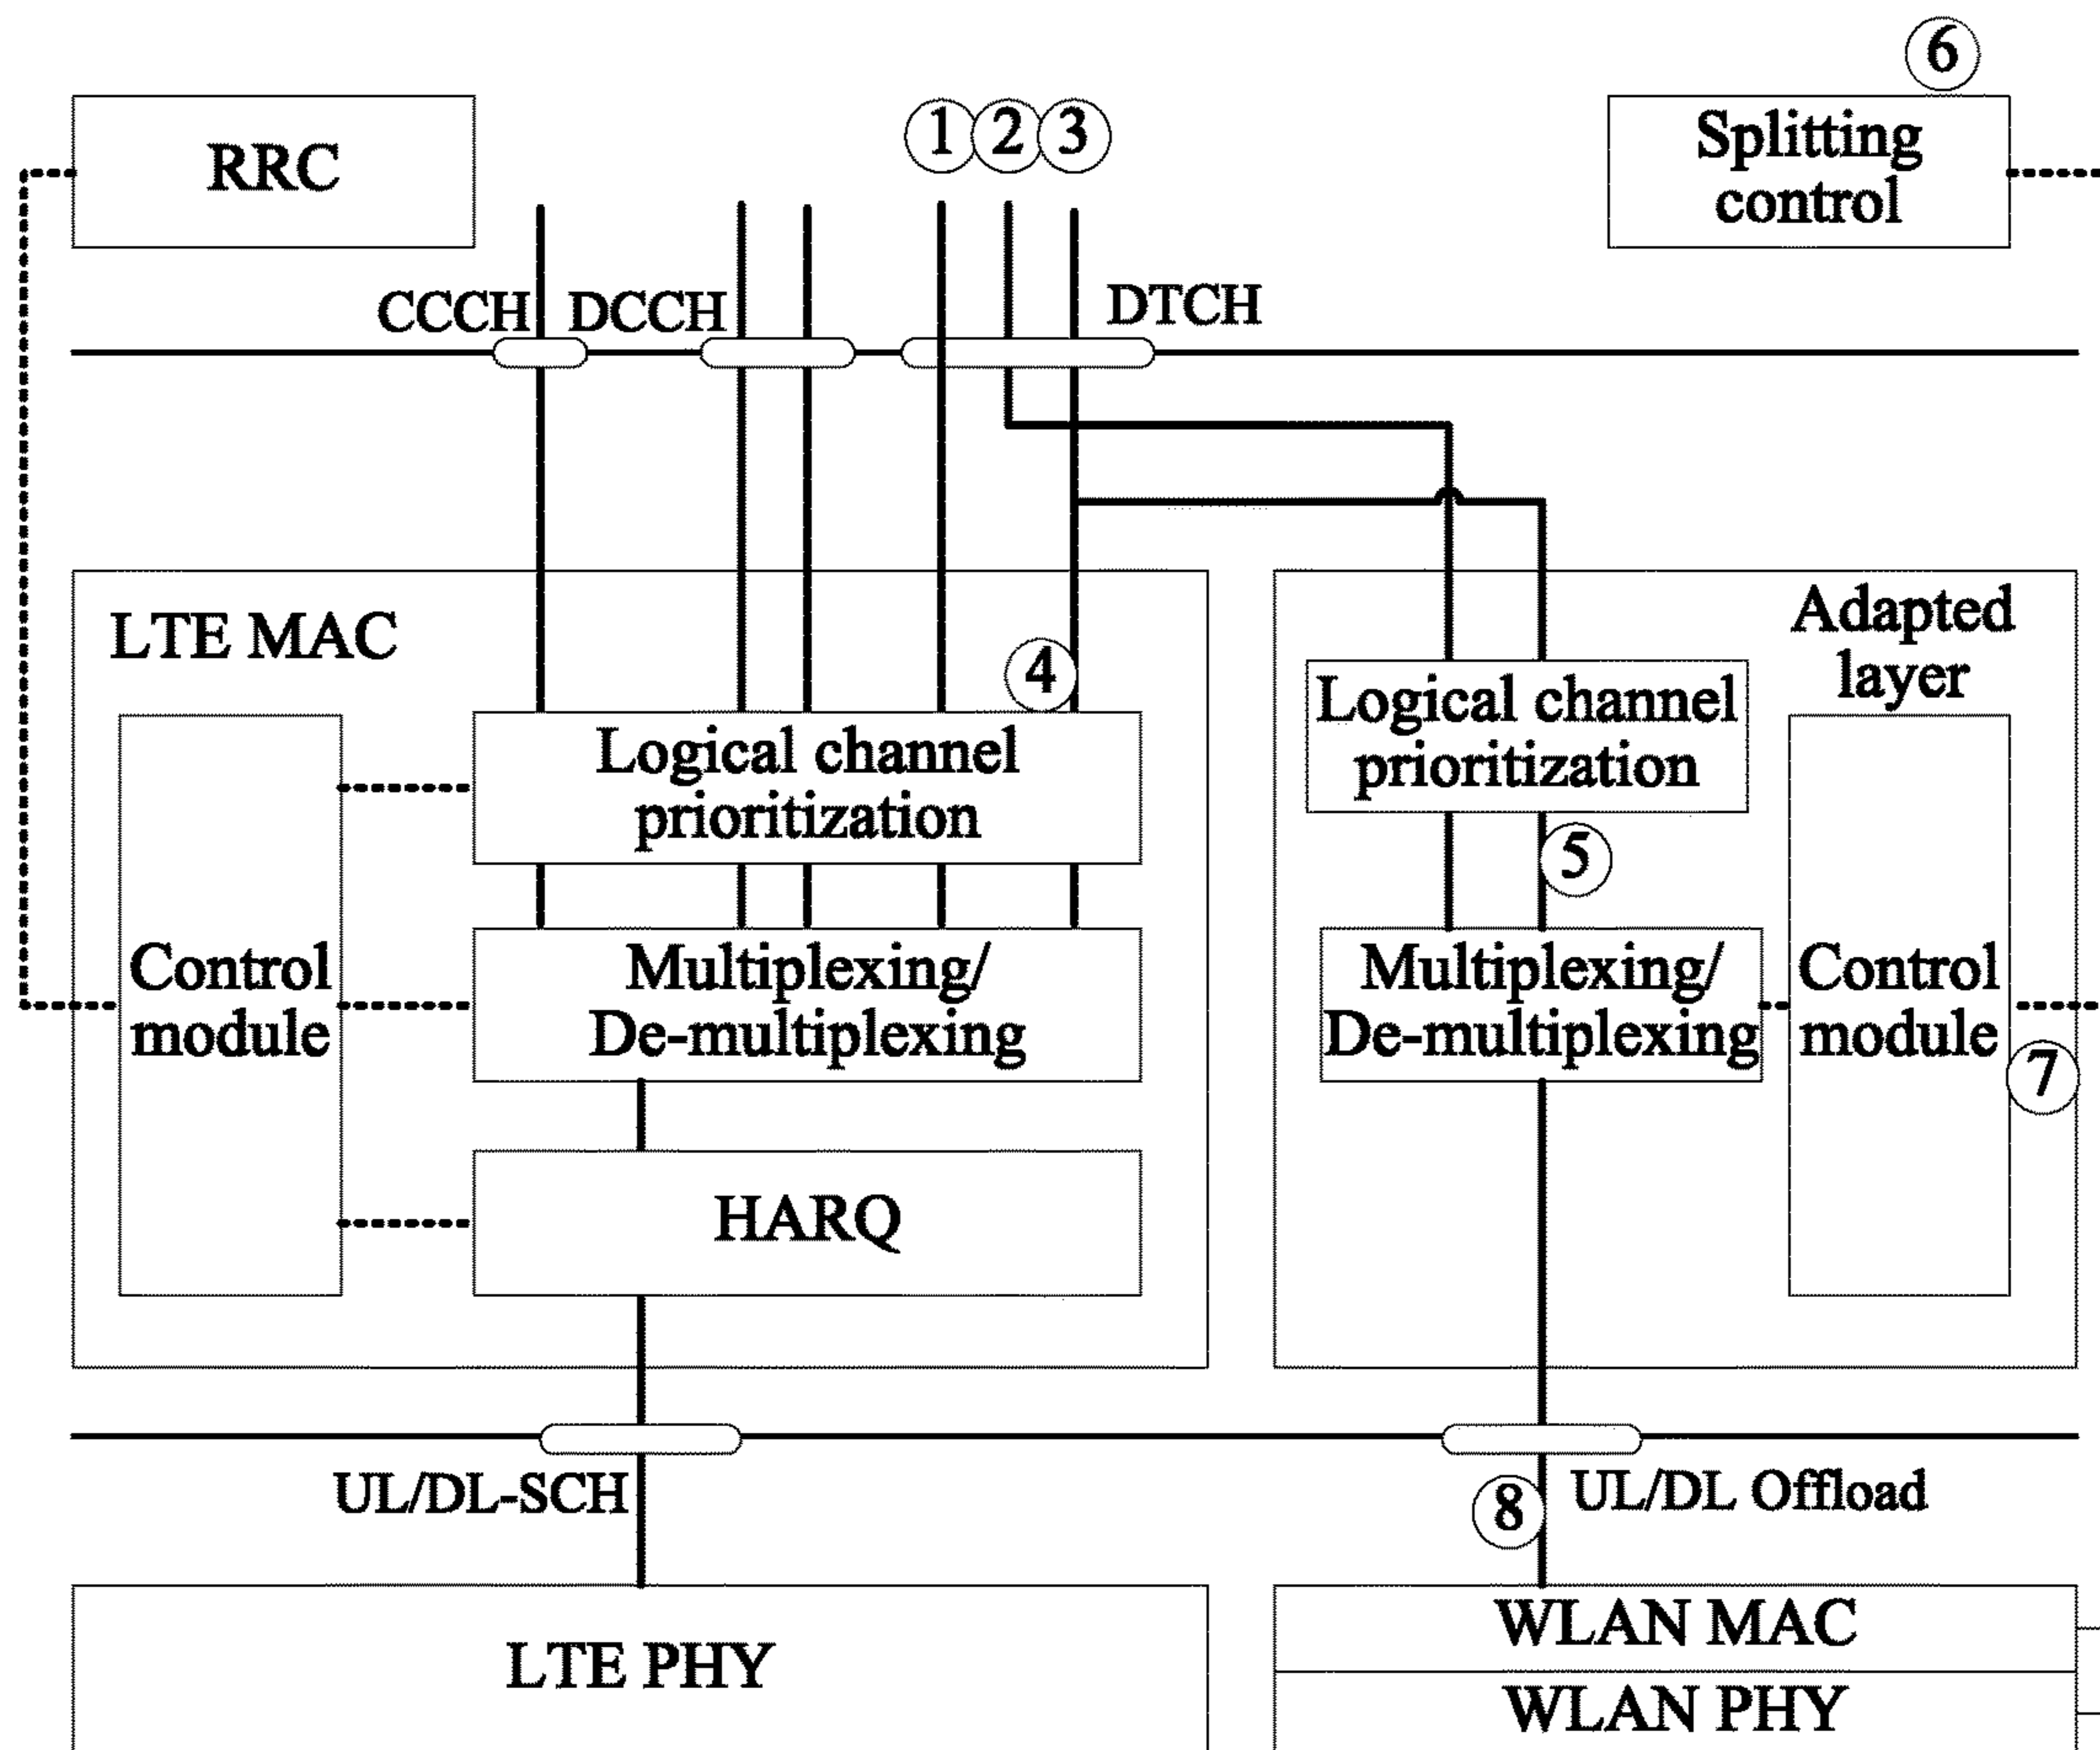 6
RRC
1 2 3
Splitting
control
CCCH DCCH
DTCH
LTE MAC
Adapted
layer
4
Logical channel
prioritization
Logical channel
prioritization
5
Control
module
Multiplexing/
De-multiplexing
Multiplexing/
De-multiplexing
Control
module
7
HARQ
UL/DL-SCH
8
UL/DL Offload
LTE PHY
WLAN MAC
WLAN PHY